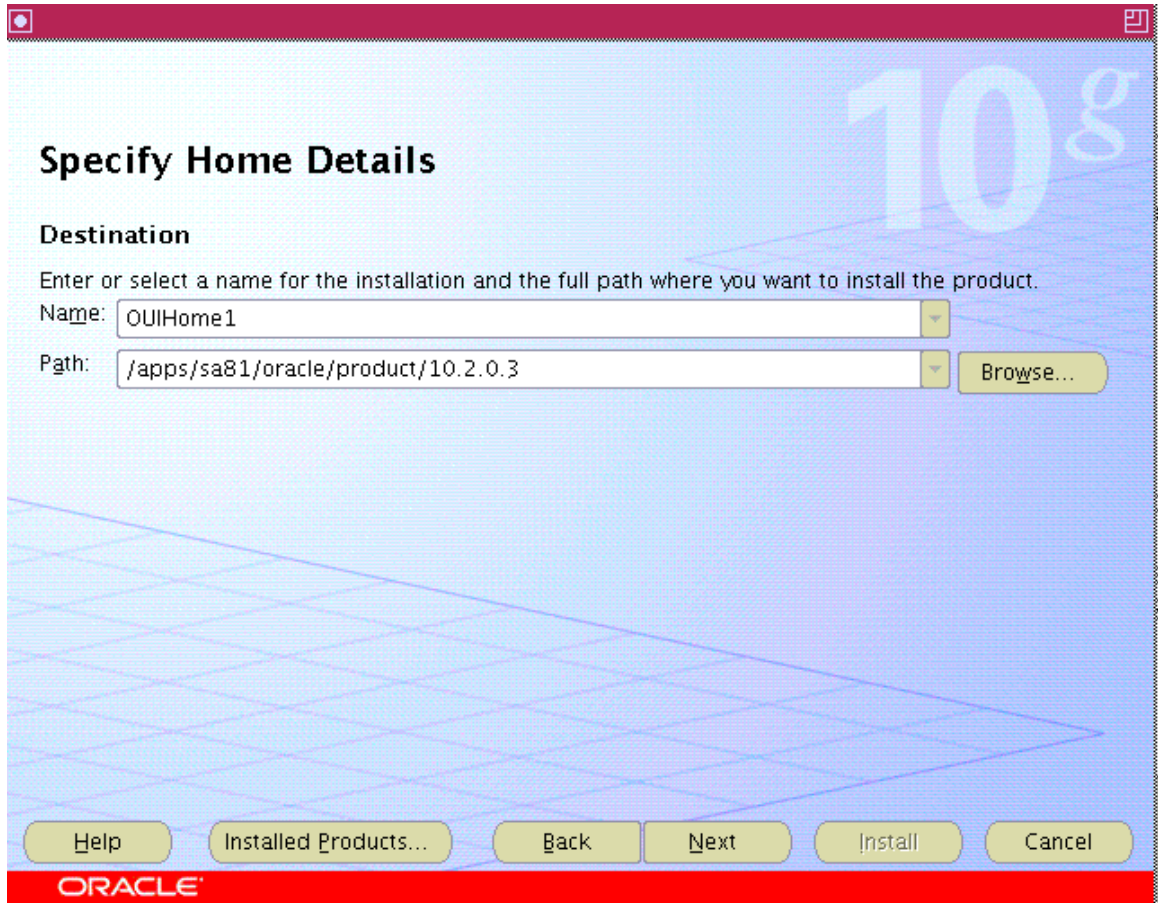 10g
Specify Home Details
Destination
Enter or select a name for the installation and the full path where you want to install the product.
Name: OUIHome1
Path: /apps/sa81/oracle/product/10.2.0.3 Browse...
Help Installed Products... Back Next Install Cancel
ORACLE